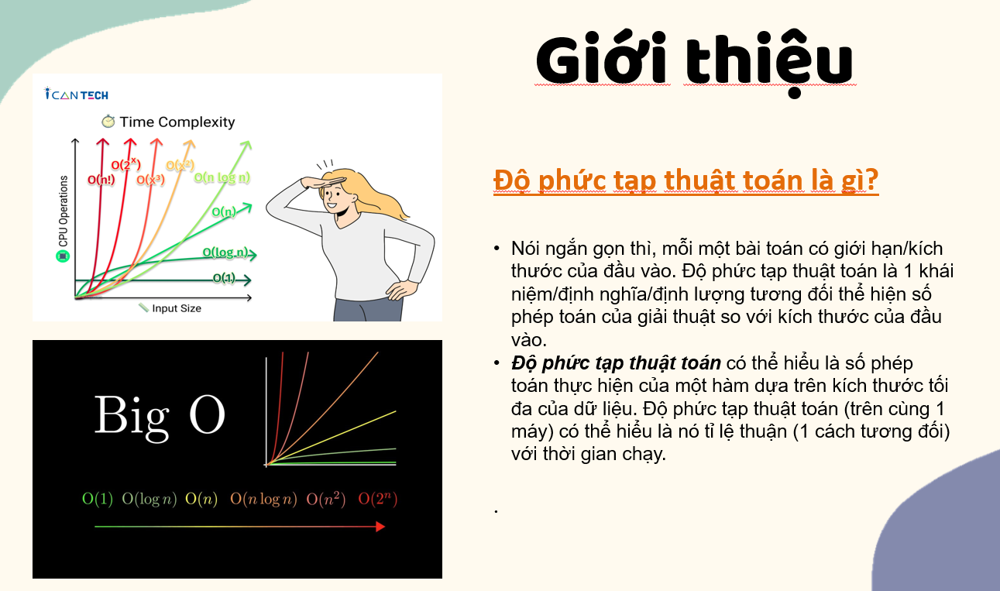 Giới thiệu
iCANTECH
Time Complexity
O(n!)
O(2ˣ)
O(x³)
O(x²)
O(n log n)
O(n)
O(log n)
O(1)
CPU Operations
Input Size
Độ phức tạp thuật toán là gì?
• Nói ngắn gọn thì, mỗi một bài toán có giới hạn/kích
thước của đầu vào. Độ phức tạp thuật toán là 1 khái
niệm/định nghĩa/định lượng tương đối thể hiện số
phép toán của giải thuật so với kích thước của đầu
vào.
• Độ phức tạp thuật toán có thể hiểu là số phép
toán thực hiện của một hàm dựa trên kích thước tối
đa của dữ liệu. Độ phức tạp thuật toán (trên cùng 1
máy) có thể hiểu là nó tỉ lệ thuận (1 cách tương đối)
với thời gian chạy.
.
Big O
O(1) O(log n) O(n) O(n log n) O(n²) O(2ⁿ)